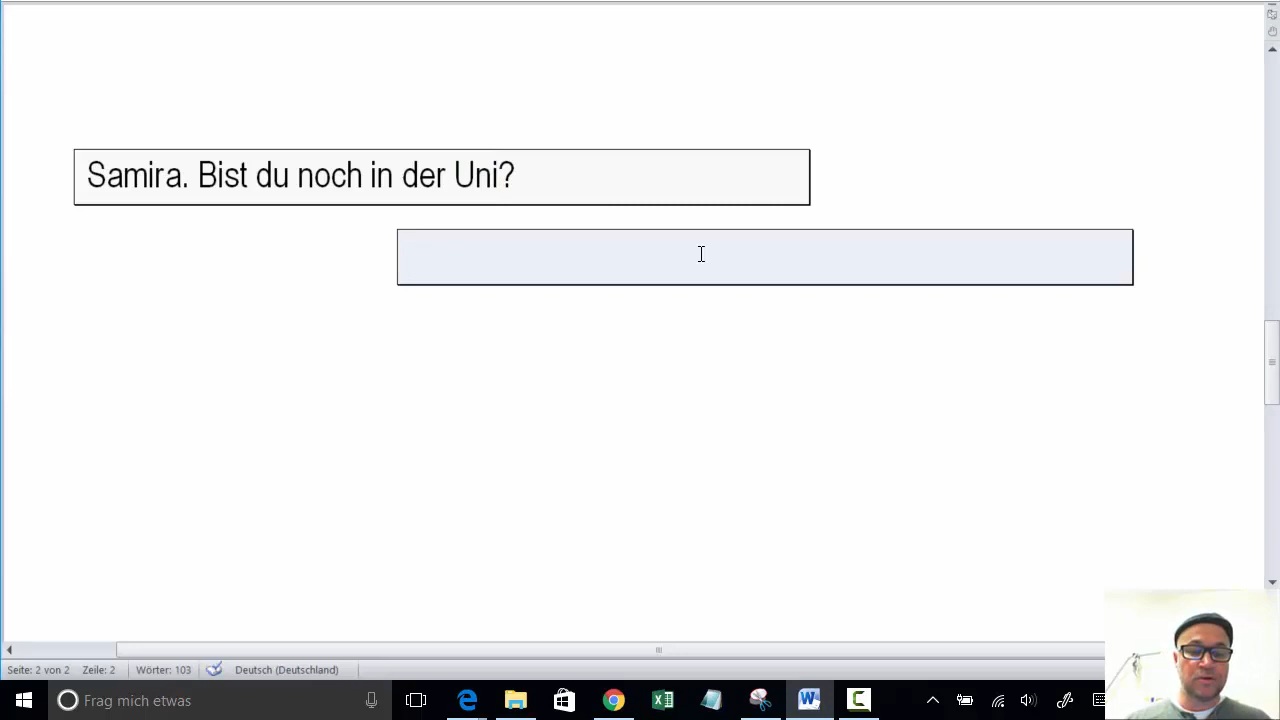 Samira. Bist du noch in der Uni?
Seite: 2 von 2 Zeile: 2 Wörter: 103 Deutsch (Deutschland)
Frag mich etwas